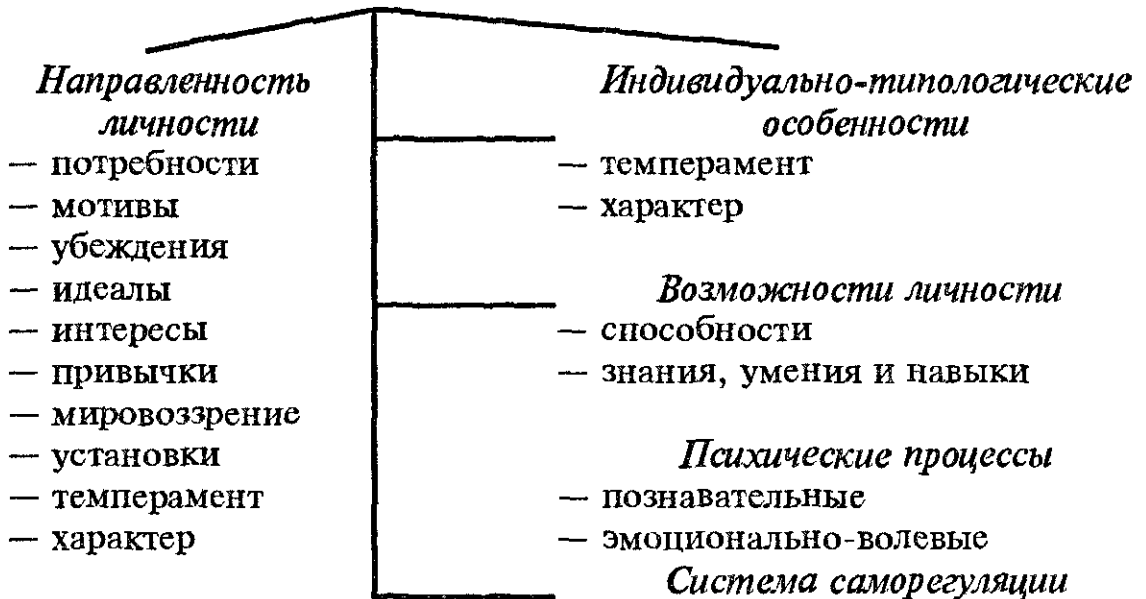 Направленность
личности
— потребности
— мотивы
— убеждения
— идеалы
— интересы
— привычки
— мировоззрение
— установки
— темперамент
— характер
Индивидуально-типологические
особенности
— темперамент
— характер
Возможности личности
— способности
— знания, умения и навыки
Психические процессы
— познавательные
— эмоционально-волевые
Система саморегуляции